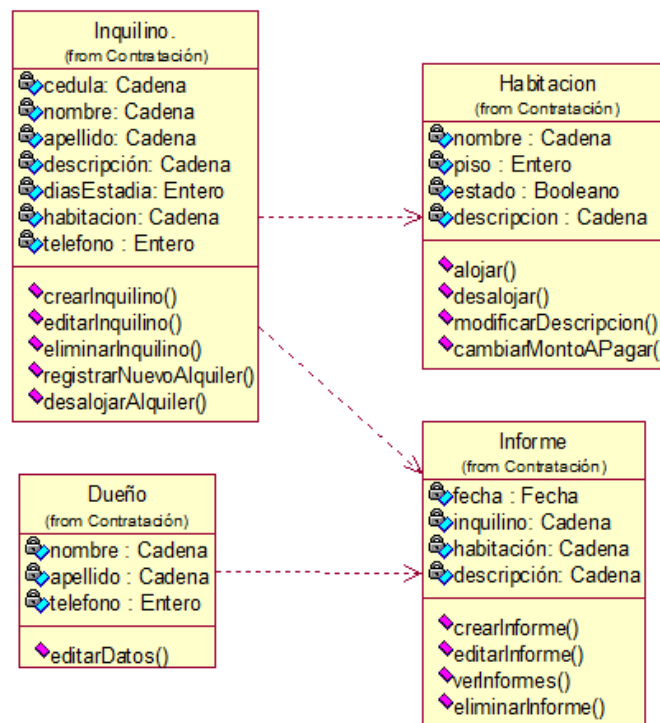 Inquilino.
(from Contratación)
cedula: Cadena
nombre: Cadena
apellido: Cadena
descripción: Cadena
diasEstadia: Entero
habitacion: Cadena
telefono : Entero
crearInquilino()
editarInquilino()
eliminarInquilino()
registrarNuevoAlquiler()
desalojarAlquiler()
Habitacion
(from Contratación)
nombre : Cadena
piso : Entero
estado : Booleano
descripcion : Cadena
alojar()
desalojar()
modificarDescripcion()
cambiarMontoAPagar(
Dueño
(from Contratación)
nombre : Cadena
apellido : Cadena
telefono : Entero
editarDatos()
Informe
(from Contratación)
fecha : Fecha
inquilino: Cadena
habitación: Cadena
descripción: Cadena
crearInforme()
editarInforme()
verInformes()
eliminarInforme()